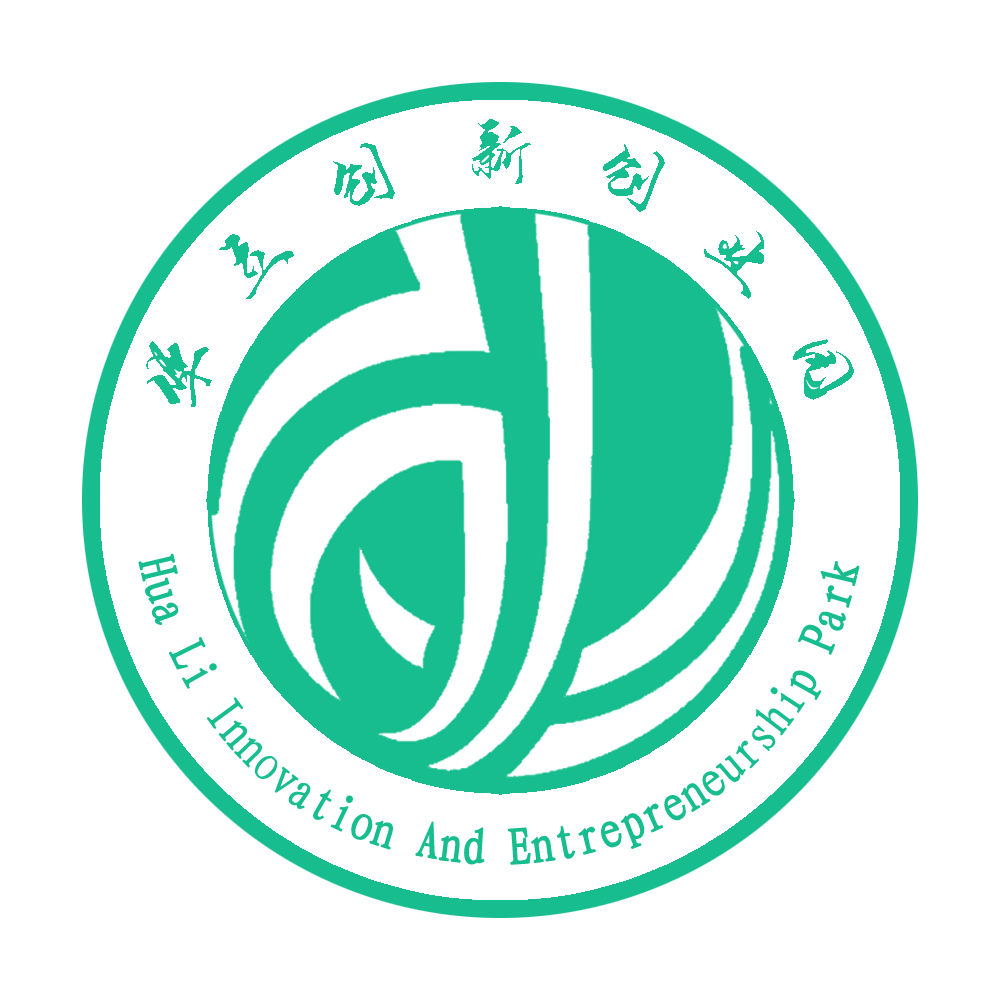 华立创新创业园
Hua Li Innovation And Entrepreneurship Park